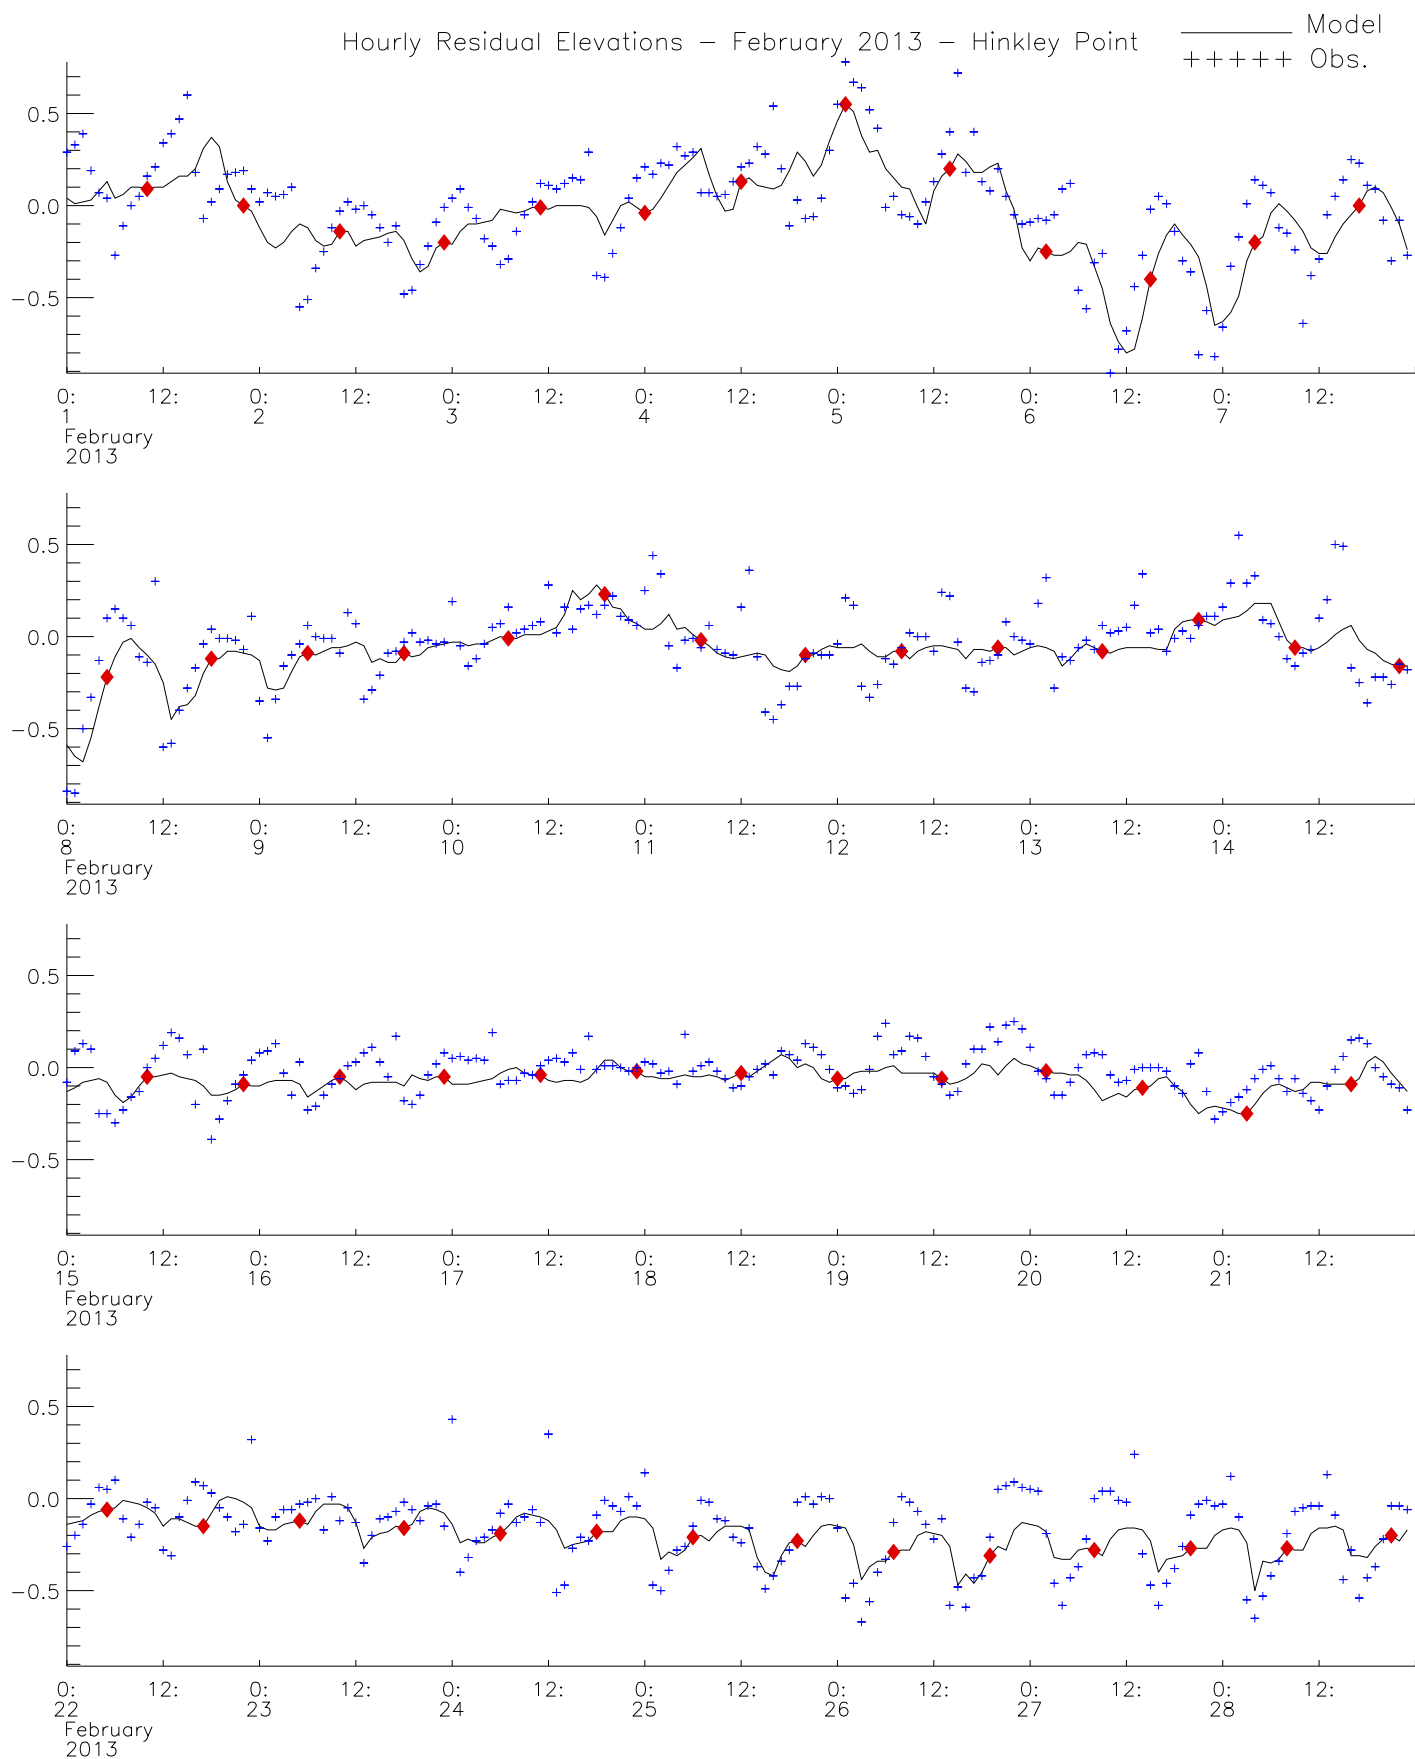 Hourly Residual Elevations – February 2013 – Hinkley Point
Model
+++++ Obs.
0.5
0.0
−0.5
0: 12: 0: 12: 0: 12: 0: 12: 0: 12: 0: 12: 0: 12:
1 2 3 4 5 6 7
February
2013
0.5
0.0
−0.5
0: 12: 0: 12: 0: 12: 0: 12: 0: 12: 0: 12: 0: 12:
8 9 10 11 12 13 14
February
2013
0.5
0.0
−0.5
0: 12: 0: 12: 0: 12: 0: 12: 0: 12: 0: 12: 0: 12:
15 16 17 18 19 20 21
February
2013
0.5
0.0
−0.5
0: 12: 0: 12: 0: 12: 0: 12: 0: 12: 0: 12: 0: 12:
22 23 24 25 26 27 28
February
2013